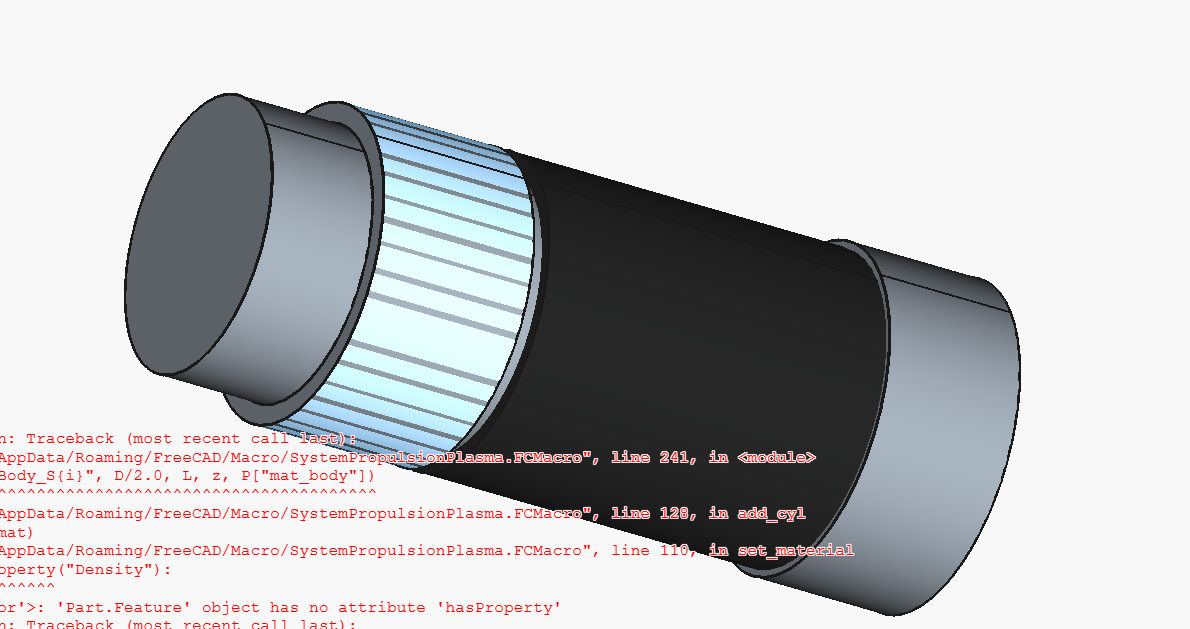 n: Traceback (most recent call last):
AppData/Roaming/FreeCAD/Macro/SystemPropulsionPlasma.FCMacro", line 241, in <module>
Body_S{i}", D/2.0, L, z, P["mat_body"])
^^^^^^^^^^^^^^^^^^^^^^^^^^^^^^^^^^^^^^^
AppData/Roaming/FreeCAD/Macro/SystemPropulsionPlasma.FCMacro", line 128, in add_cyl
mat)
AppData/Roaming/FreeCAD/Macro/SystemPropulsionPlasma.FCMacro", line 110, in set_material
operty("Density"):
^^^^^^
or'>: 'Part.Feature' object has no attribute 'hasProperty'
n: Traceback (most recent call last):